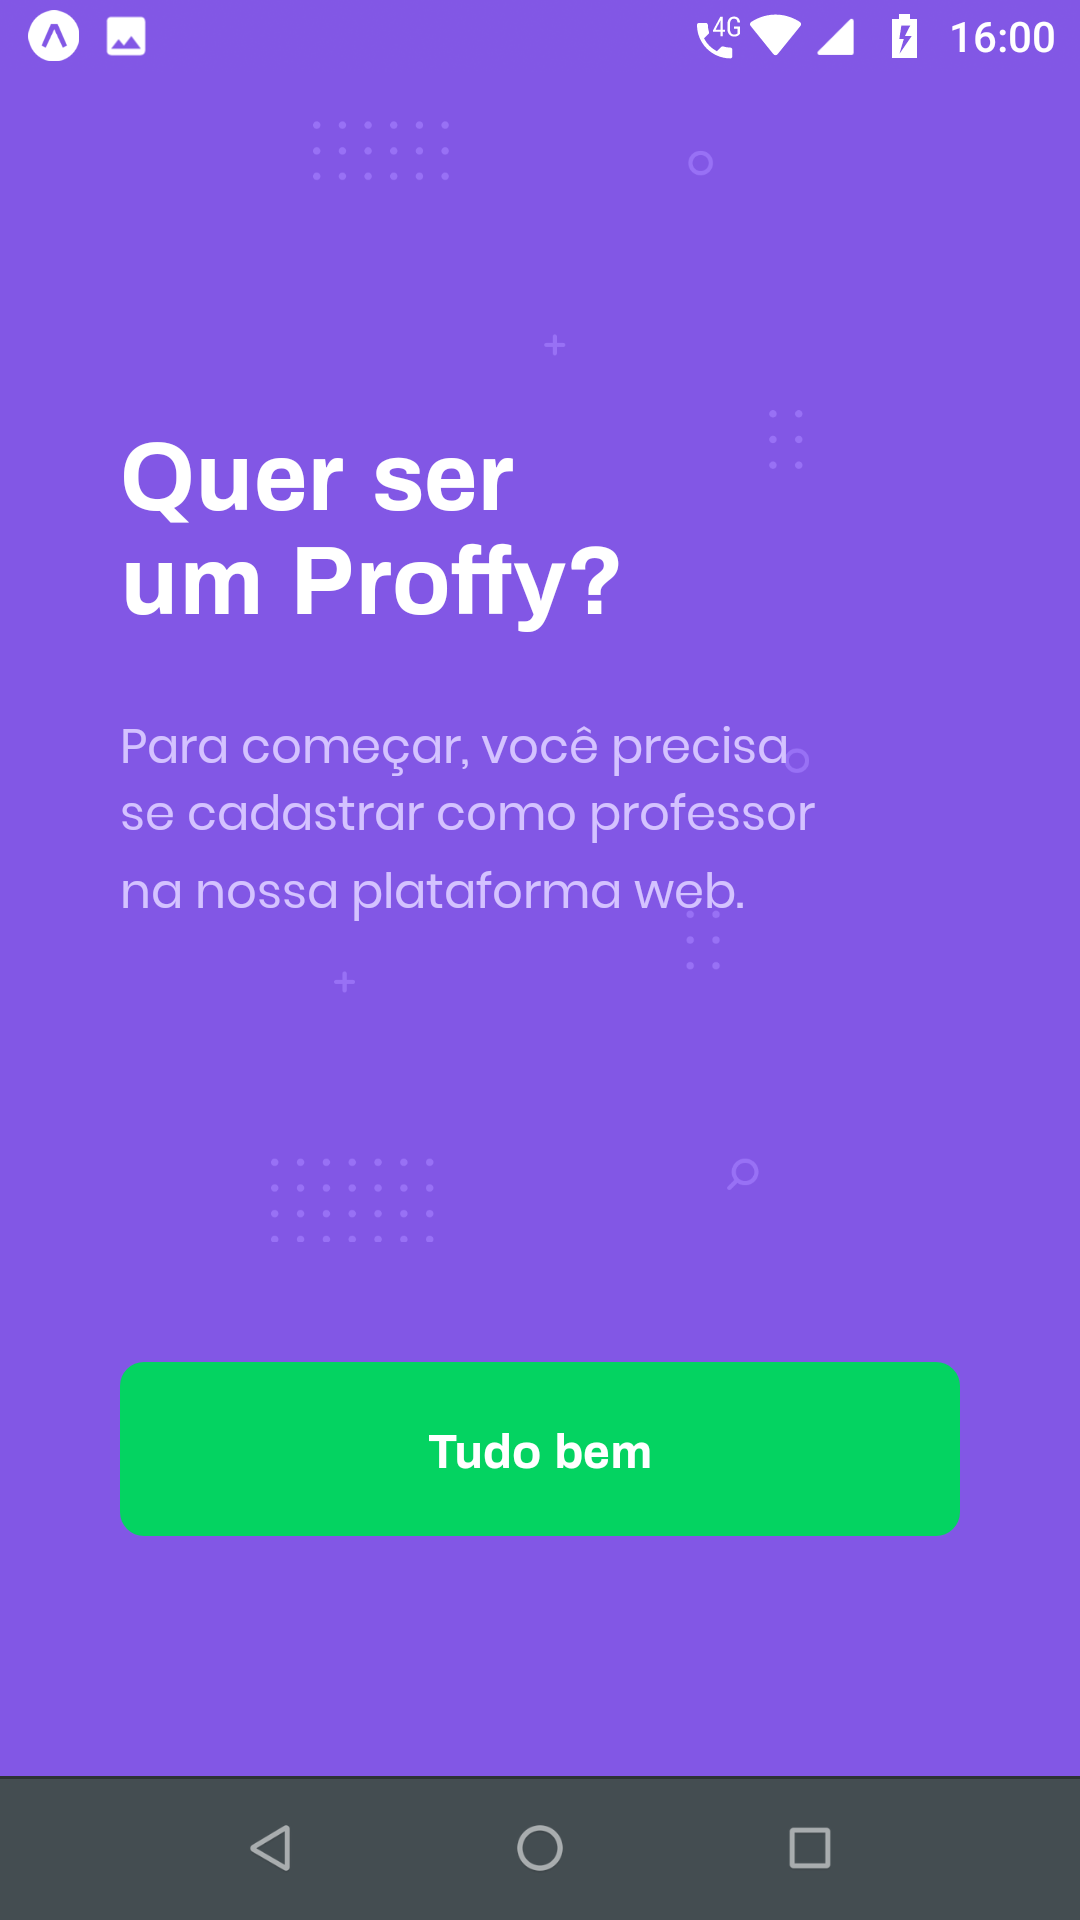 4G 16:00
Quer ser
um Proffy?
Para começar, você precisa
se cadastrar como professor
na nossa plataforma web.
Tudo bem